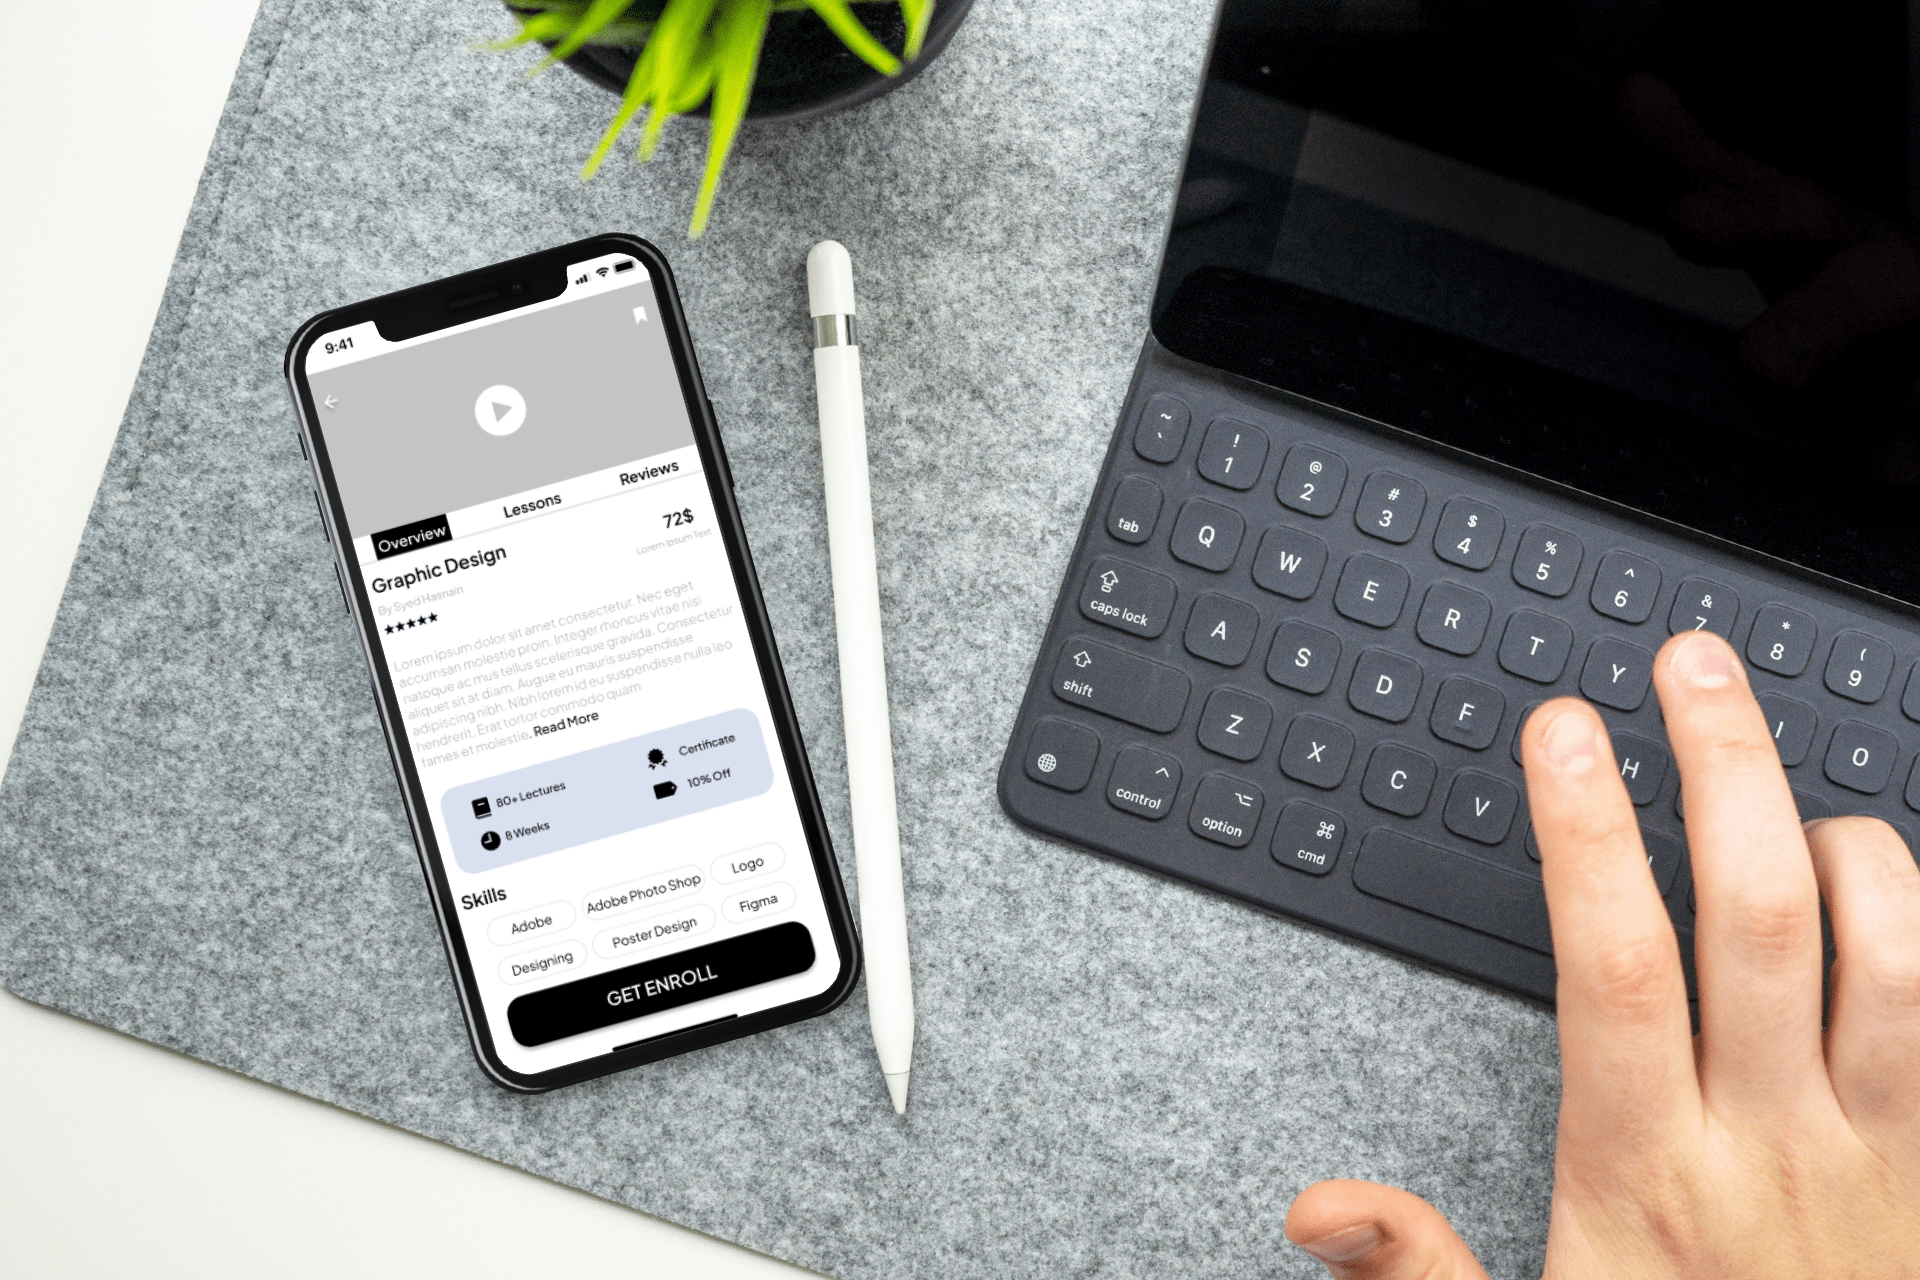 9:41
Overview
Lessons
Reviews
Graphic Design
72$
By Syed Hasnain
Lorem Ipsum Text
Lorem ipsum dolor sit amet consectetur. Nec eget
accumsan molestie proin. Integer rhoncus vitae nisi
natoque ac mus tellus scelerisque gravida. Consectetur
aliquet sit at diam. Augue eu mauris suspendisse
adipiscing nibh. Nibh lorem id eu suspendisse nulla leo
hendrerit. Erat tortor commodo quam
fames et molestie. Read More
80+ Lectures
Certificate
8 Weeks
10% Off
Skills
Adobe
Adobe Photo Shop
Logo
Designing
Poster Design
Figma
GET ENROLL
~ `
! 1
@ 2
# 3
$ 4
% 5
^ 6
& 7
* 8
( 9
tab
Q W E R T Y I O
caps lock
A S D F H
shift
Z X C V
control
option
cmd